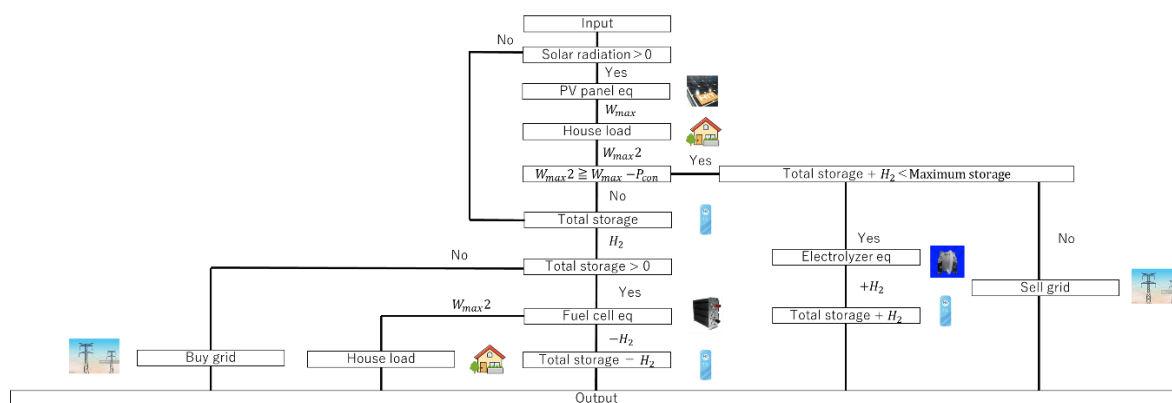 Input
No
Solar radiation>0
Yes
PV panel eq
W_max
House load
W_max2
W_max2 ≧ W_max −P_con
Yes
Total storage + H_2 <Maximum storage
No
Total storage
H_2
No
Total storage > 0
Yes
Electrolyzer eq
No
+H_2
Sell grid
Yes
W_max2
Fuel cell eq
Total storage + H_2
−H_2
Buy grid
House load
Total storage − H_2
Output